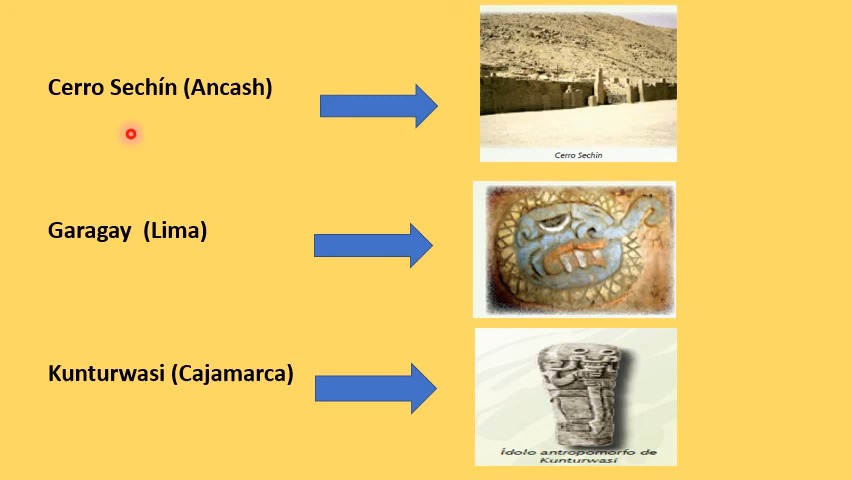 Cerro Sechín (Ancash)
Cerro Sechín
Garagay (Lima)
Kunturwasi (Cajamarca)
Ídolo antropomorfo de
Kunturwasi